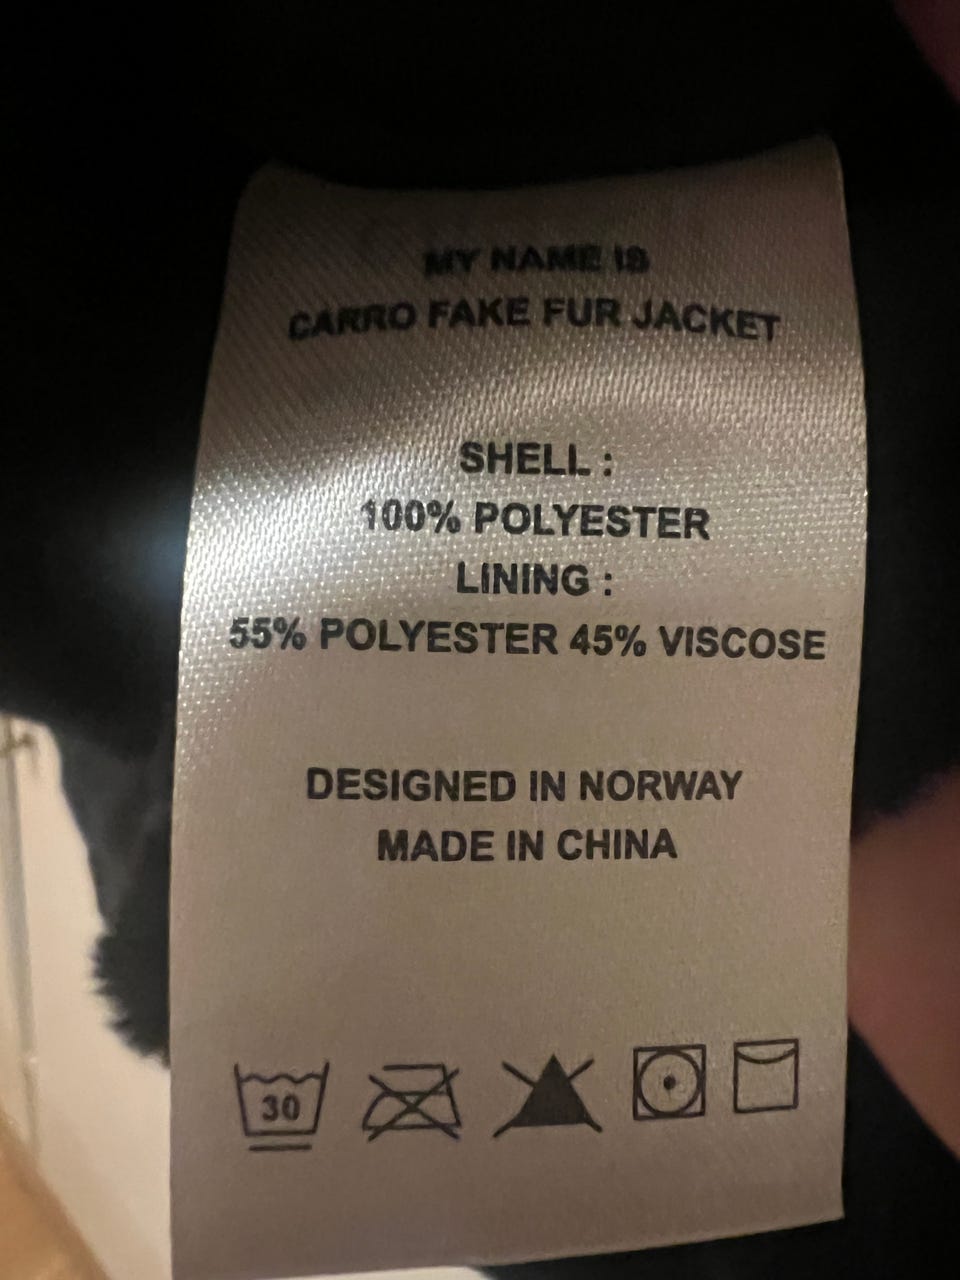 MY NAME IS
CARRO FAKE FUR JACKET
SHELL :
100% POLYESTER
LINING :
55% POLYESTER 45% VISCOSE
DESIGNED IN NORWAY
MADE IN CHINA
30